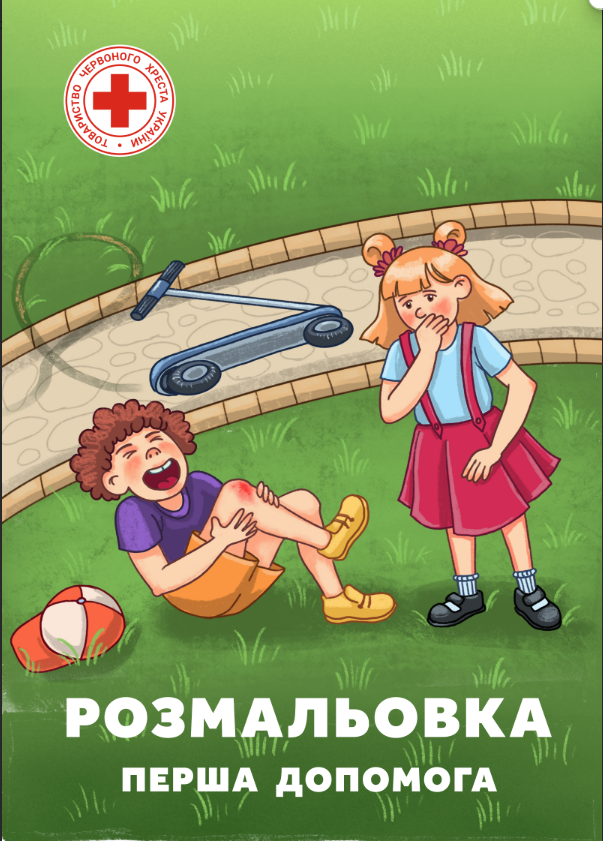 ТОВАРИСТВО ЧЕРВОНОГО ХРЕСТА УКРАЇНИ
РОЗМАЛЬОВКА
ПЕРША ДОПОМОГА